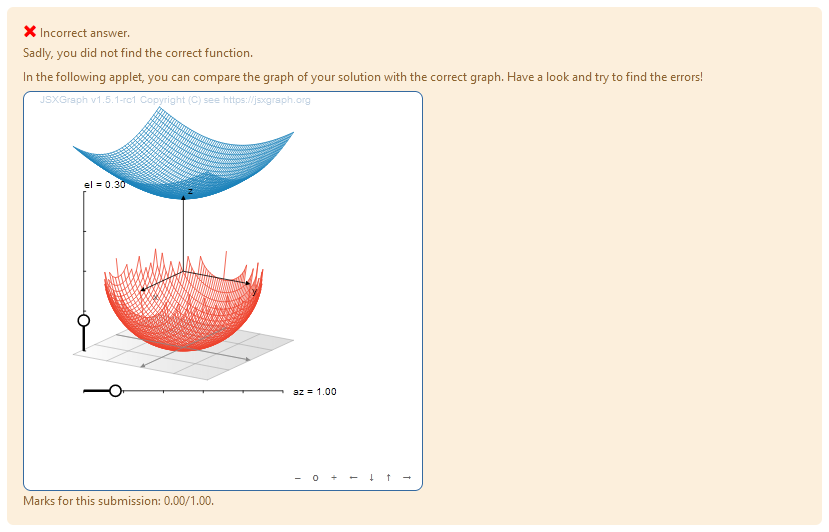 Incorrect answer.
Sadly, you did not find the correct function.
In the following applet, you can compare the graph of your solution with the correct graph. Have a look and try to find the errors!
JSXGraph v1.5.1-rc1 Copyright (C) see https://jsxgraph.org
el = 0.30
z
x
y
az = 1.00
– o + ← ↓ ↑ →
Marks for this submission: 0.00/1.00.